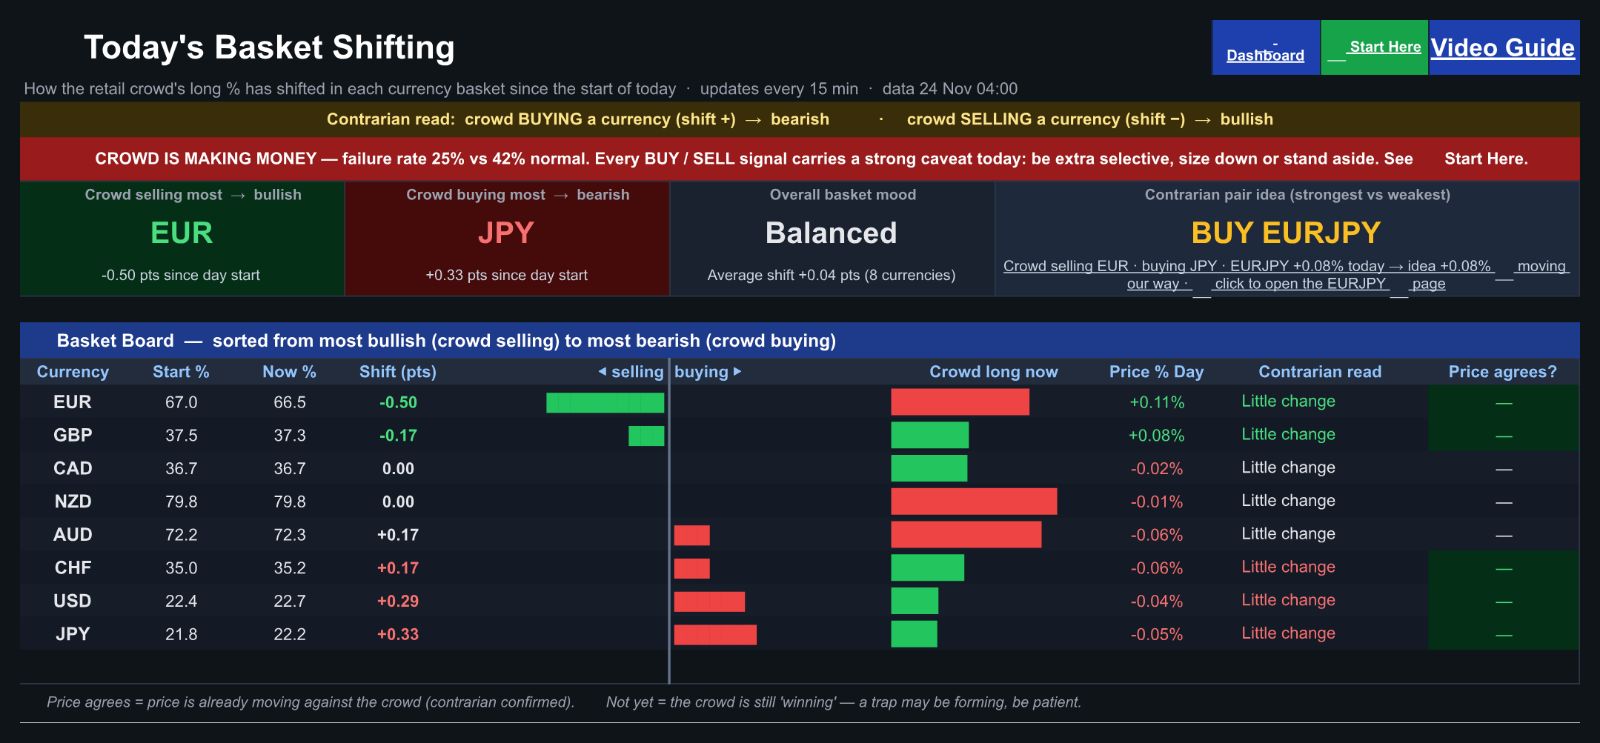 Today's Basket Shifting
Dashboard
Start Here
Video Guide
How the retail crowd's long % has shifted in each currency basket since the start of today · updates every 15 min · data 24 Nov 04:00
Contrarian read: crowd BUYING a currency (shift +) → bearish · crowd SELLING a currency (shift −) → bullish
CROWD IS MAKING MONEY — failure rate 25% vs 42% normal. Every BUY / SELL signal carries a strong caveat today: be extra selective, size down or stand aside. See Start Here.
Crowd selling most → bullish
EUR
-0.50 pts since day start
Crowd buying most → bearish
JPY
+0.33 pts since day start
Overall basket mood
Balanced
Average shift +0.04 pts (8 currencies)
Contrarian pair idea (strongest vs weakest)
BUY EURJPY
Crowd selling EUR · buying JPY · EURJPY +0.08% today → idea +0.08% moving
our way · click to open the EURJPY page
Basket Board — sorted from most bullish (crowd selling) to most bearish (crowd buying)
Currency Start % Now % Shift (pts) ◄ selling buying ► Crowd long now Price % Day Contrarian read Price agrees?
EUR 67.0 66.5 -0.50 +0.11% Little change —
GBP 37.5 37.3 -0.17 +0.08% Little change —
CAD 36.7 36.7 0.00 -0.02% Little change —
NZD 79.8 79.8 0.00 -0.01% Little change —
AUD 72.2 72.3 +0.17 -0.06% Little change —
CHF 35.0 35.2 +0.17 -0.06% Little change —
USD 22.4 22.7 +0.29 -0.04% Little change —
JPY 21.8 22.2 +0.33 -0.05% Little change —
Price agrees = price is already moving against the crowd (contrarian confirmed). Not yet = the crowd is still 'winning' — a trap may be forming, be patient.